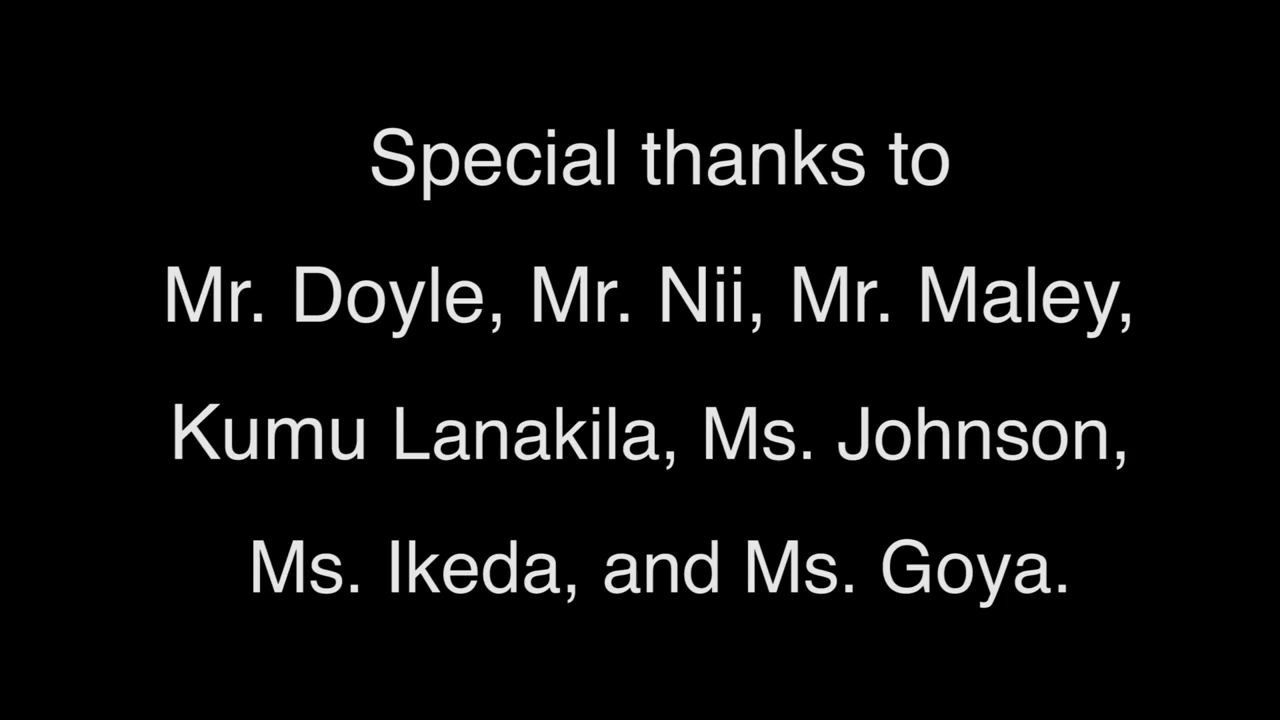 Special thanks to
Mr. Doyle, Mr. Nii, Mr. Maley,
Kumu Lanakila, Ms. Johnson,
Ms. Ikeda, and Ms. Goya.